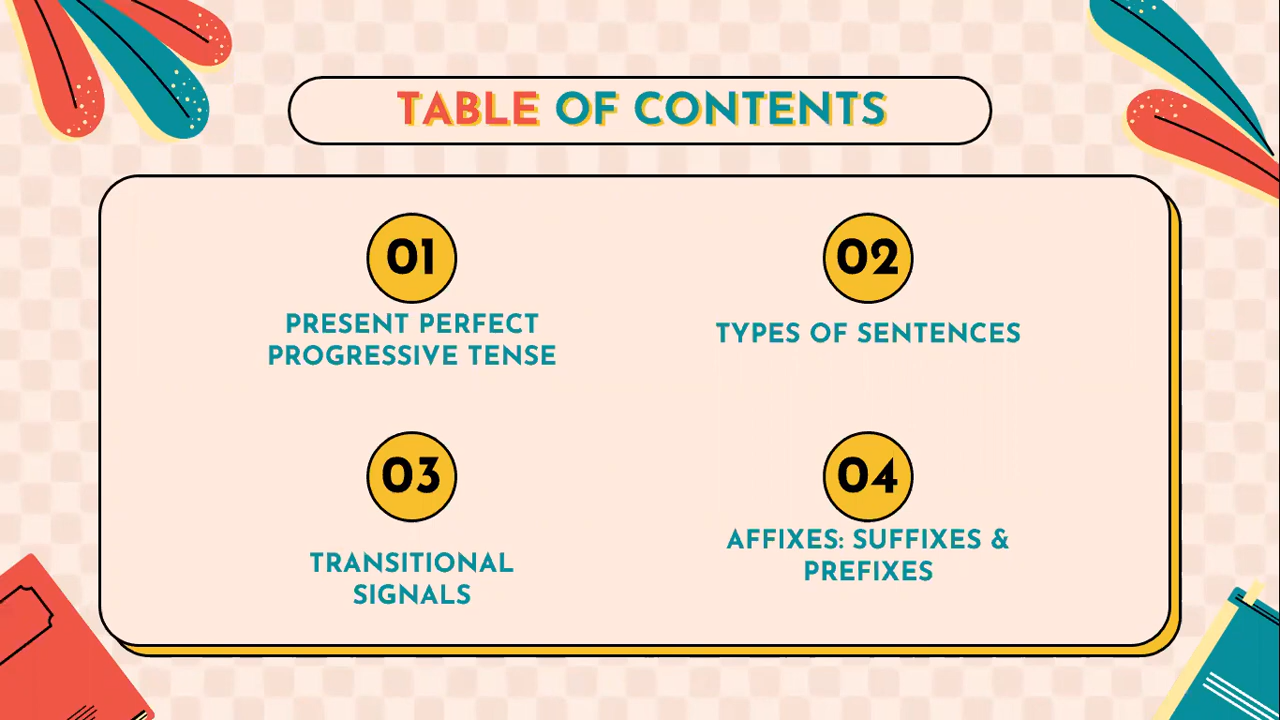 TABLE OF CONTENTS
01
PRESENT PERFECT
PROGRESSIVE TENSE
02
TYPES OF SENTENCES
03
TRANSITIONAL
SIGNALS
04
AFFIXES: SUFFIXES &
PREFIXES